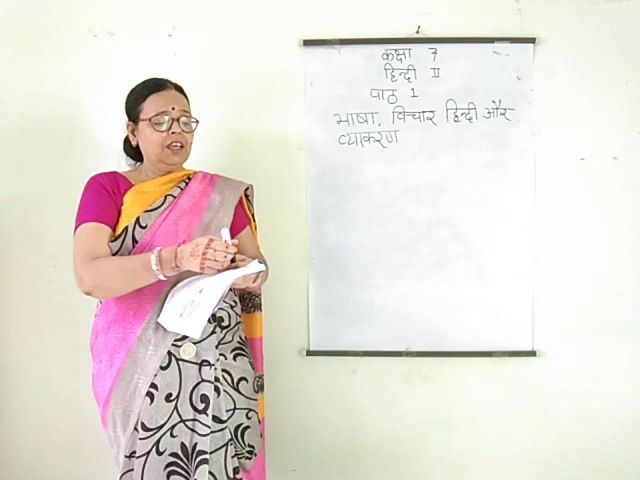 कक्षा 7
हिन्दी II
पाठ 1
भाषा, विचार हिन्दी और
व्याकरण